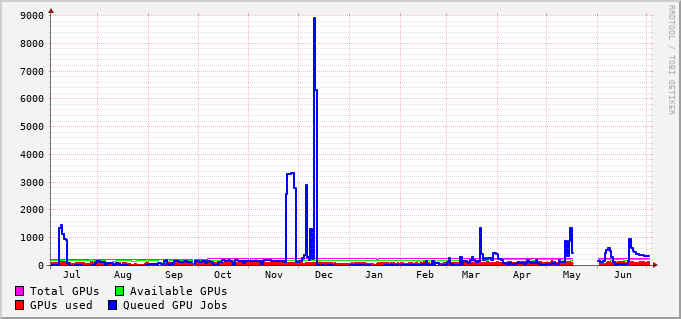 9000
8000
7000
6000
5000
4000
3000
2000
1000
0
Jul Aug Sep Oct Nov Dec Jan Feb Mar Apr May Jun
Total GPUs Available GPUs
GPUs used Queued GPU Jobs
RRDTOOL / TOBI OETIKER